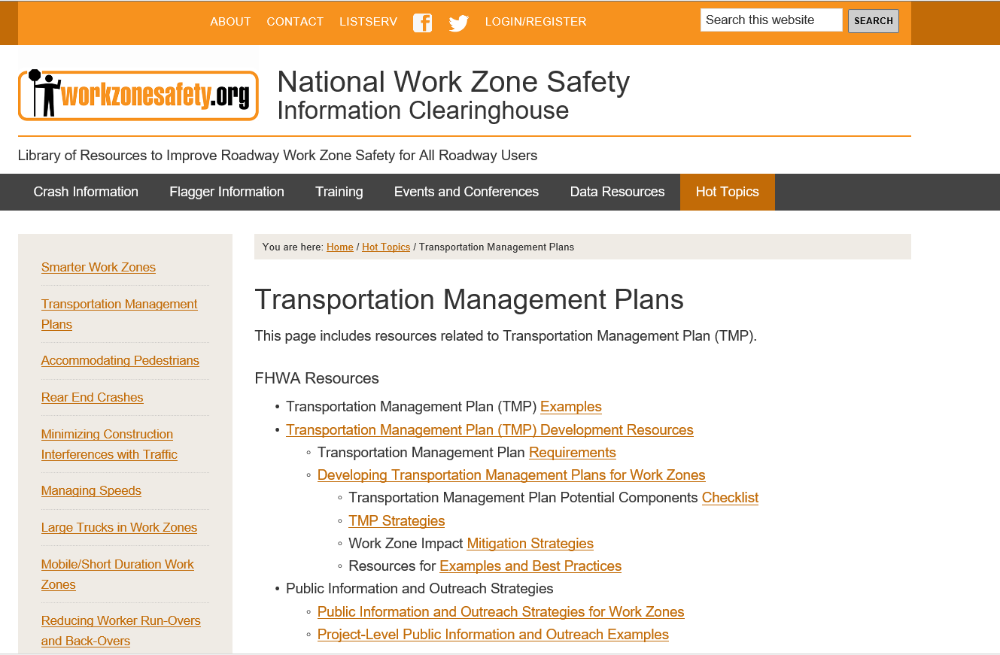 ABOUT CONTACT LISTSERV LOGIN/REGISTER Search this website SEARCH
workzonesafety.org
National Work Zone Safety
Information Clearinghouse
Library of Resources to Improve Roadway Work Zone Safety for All Roadway Users
Crash Information Flagger Information Training Events and Conferences Data Resources Hot Topics
Smarter Work Zones
Transportation Management
Plans
Accommodating Pedestrians
Rear End Crashes
Minimizing Construction
Interferences with Traffic
Managing Speeds
Large Trucks in Work Zones
Mobile/Short Duration Work
Zones
Reducing Worker Run-Overs
and Back-Overs
You are here: Home / Hot Topics / Transportation Management Plans
Transportation Management Plans
This page includes resources related to Transportation Management Plan (TMP).
FHWA Resources
• Transportation Management Plan (TMP) Examples
• Transportation Management Plan (TMP) Development Resources
◦ Transportation Management Plan Requirements
◦ Developing Transportation Management Plans for Work Zones
◦ Transportation Management Plan Potential Components Checklist
◦ TMP Strategies
◦ Work Zone Impact Mitigation Strategies
◦ Resources for Examples and Best Practices
• Public Information and Outreach Strategies
◦ Public Information and Outreach Strategies for Work Zones
◦ Project-Level Public Information and Outreach Examples